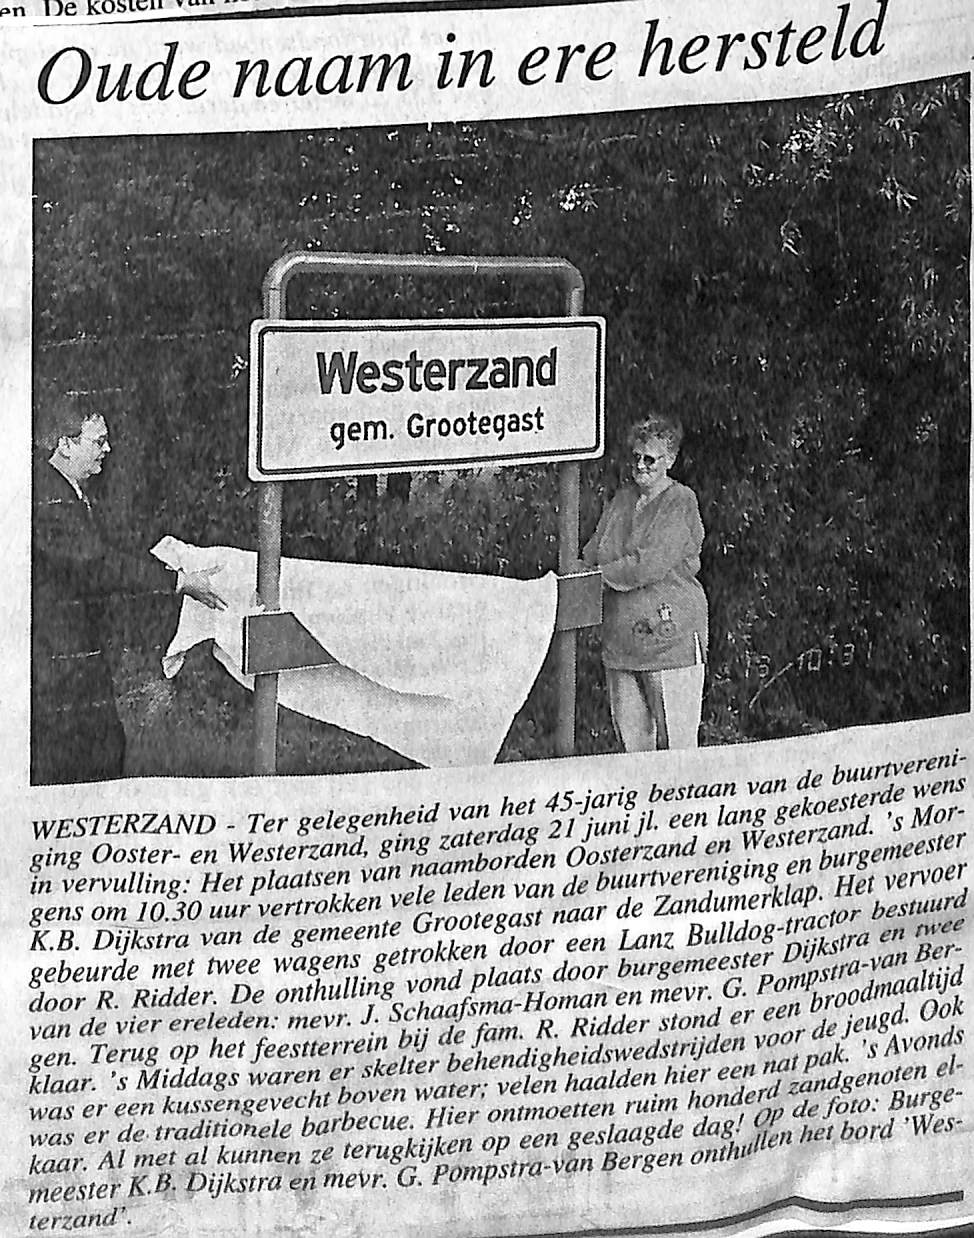 en. De kosten van
Oude naam in ere hersteld
Westerzand
gem. Grootegast
WESTERZAND - Ter gelegenheid van het 45-jarig bestaan van de buurtvereni-
ging Ooster- en Westerzand, ging zaterdag 21 juni jl. een lang gekoesterde wens
in vervulling: Het plaatsen van naamborden Oosterzand en Westerzand. 's Mor-
gens om 10.30 uur vertrokken vele leden van de buurtvereniging en burgemeester
K.B. Dijkstra van de gemeente Grootegast naar de Zandumerklap. Het vervoer
gebeurde met twee wagens getrokken door een Lanz Bulldog-tractor bestuurd
door R. Ridder. De onthulling vond plaats door burgemeester Dijkstra en twee
van de vier ereleden: mevr. J. Schaafsma-Homan en mevr. G. Pompstra-van Ber-
gen. Terug op het feestterrein bij de fam. R. Ridder stond er een broodmaaltijd
klaar. 's Middags waren er skelter behendigheidswedstrijden voor de jeugd. Ook
was er een kussengevecht boven water; velen haalden hier een nat pak. 's Avonds
was er de traditionele barbecue. Hier ontmoetten ruim honderd zandgenoten el-
kaar. Al met al kunnen ze terugkijken op een geslaagde dag! Op de foto: Burge-
meester K.B. Dijkstra en mevr. G. Pompstra-van Bergen onthullen het bord 'Wes-
terzand'.